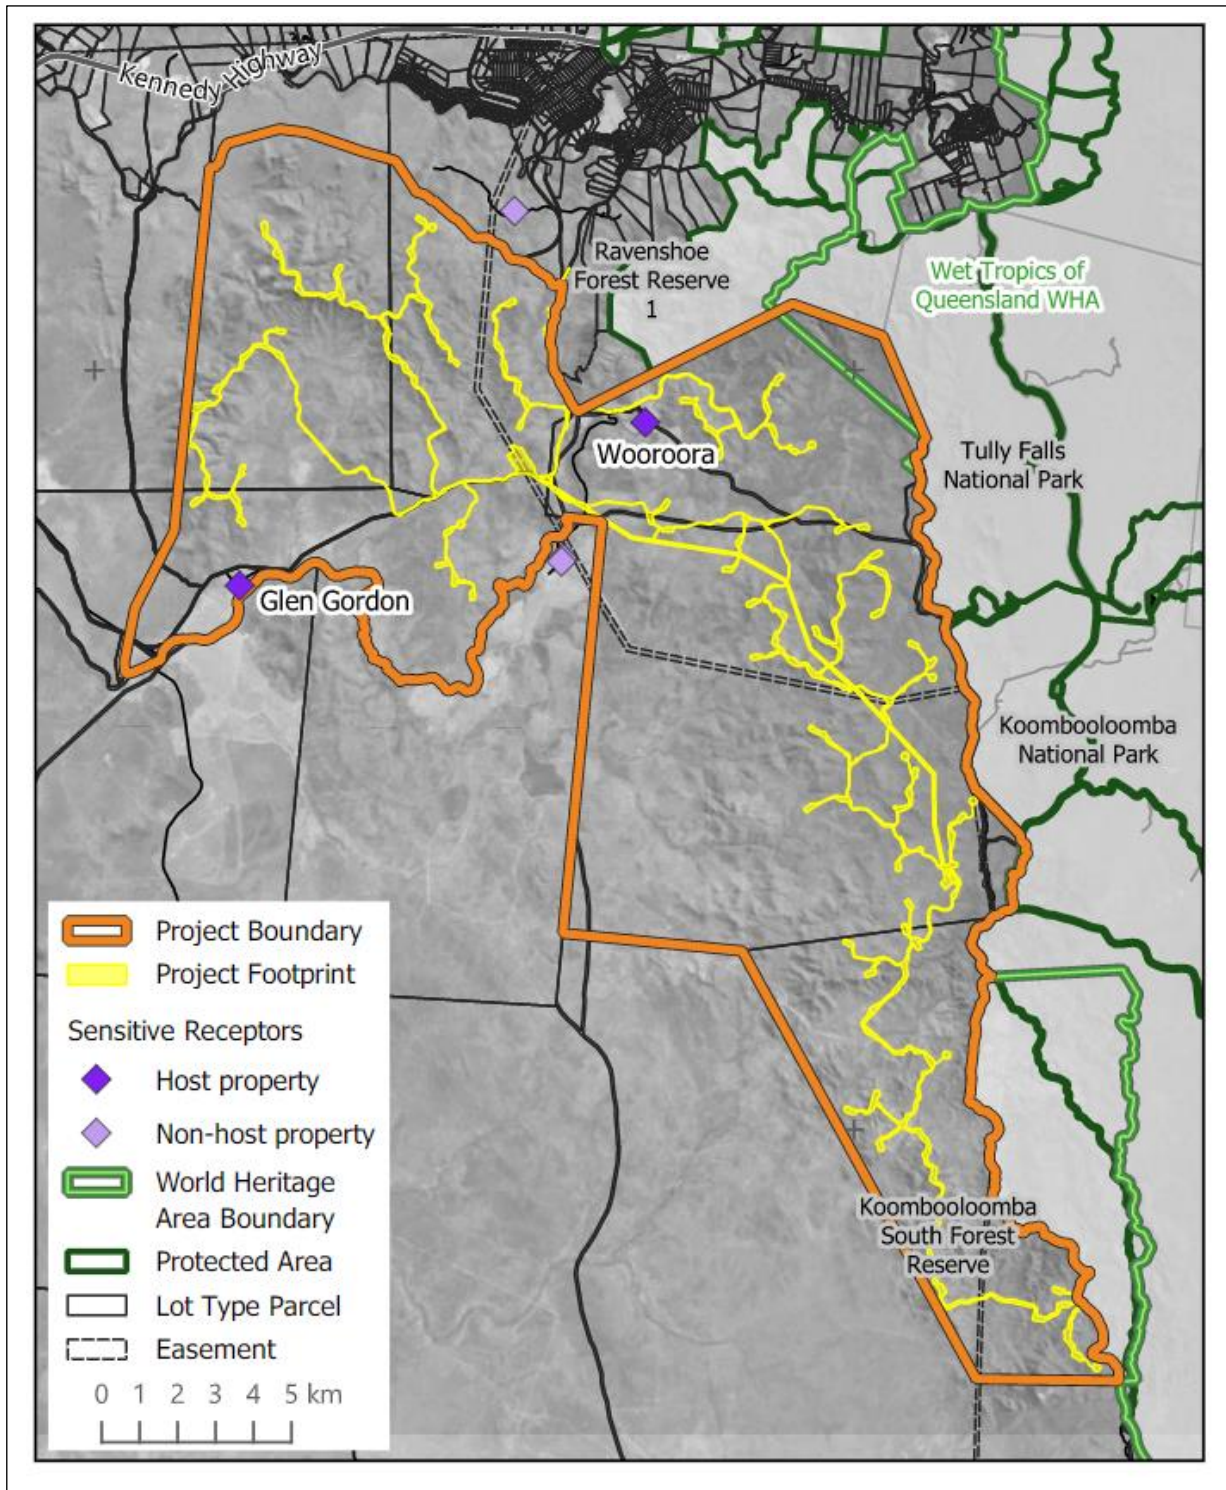 Kennedy Highway
Ravenshoe
Forest Reserve
1
Wet Tropics of
Queensland WHA
Wooroora
Tully Falls
National Park
Glen Gordon
Koombooloomba
National Park
Project Boundary
Project Footprint
Sensitive Receptors
Host property
Non-host property
World Heritage
Area Boundary
Protected Area
Lot Type Parcel
Easement
0 1 2 3 4 5 km
Koombooloomba
South Forest
Reserve